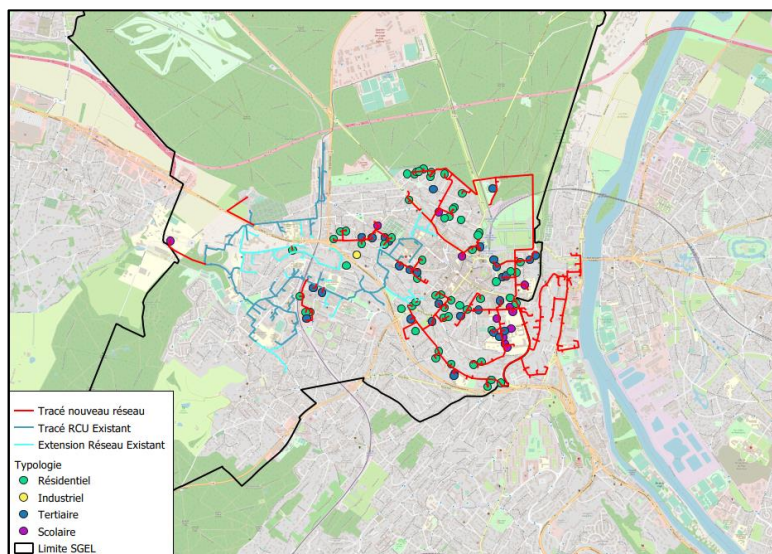 Tracé nouveau réseau
Tracé RCU Existant
Extension Réseau Existant
Typologie
Résidentiel
Industriel
Tertiaire
Scolaire
Limite SGEL